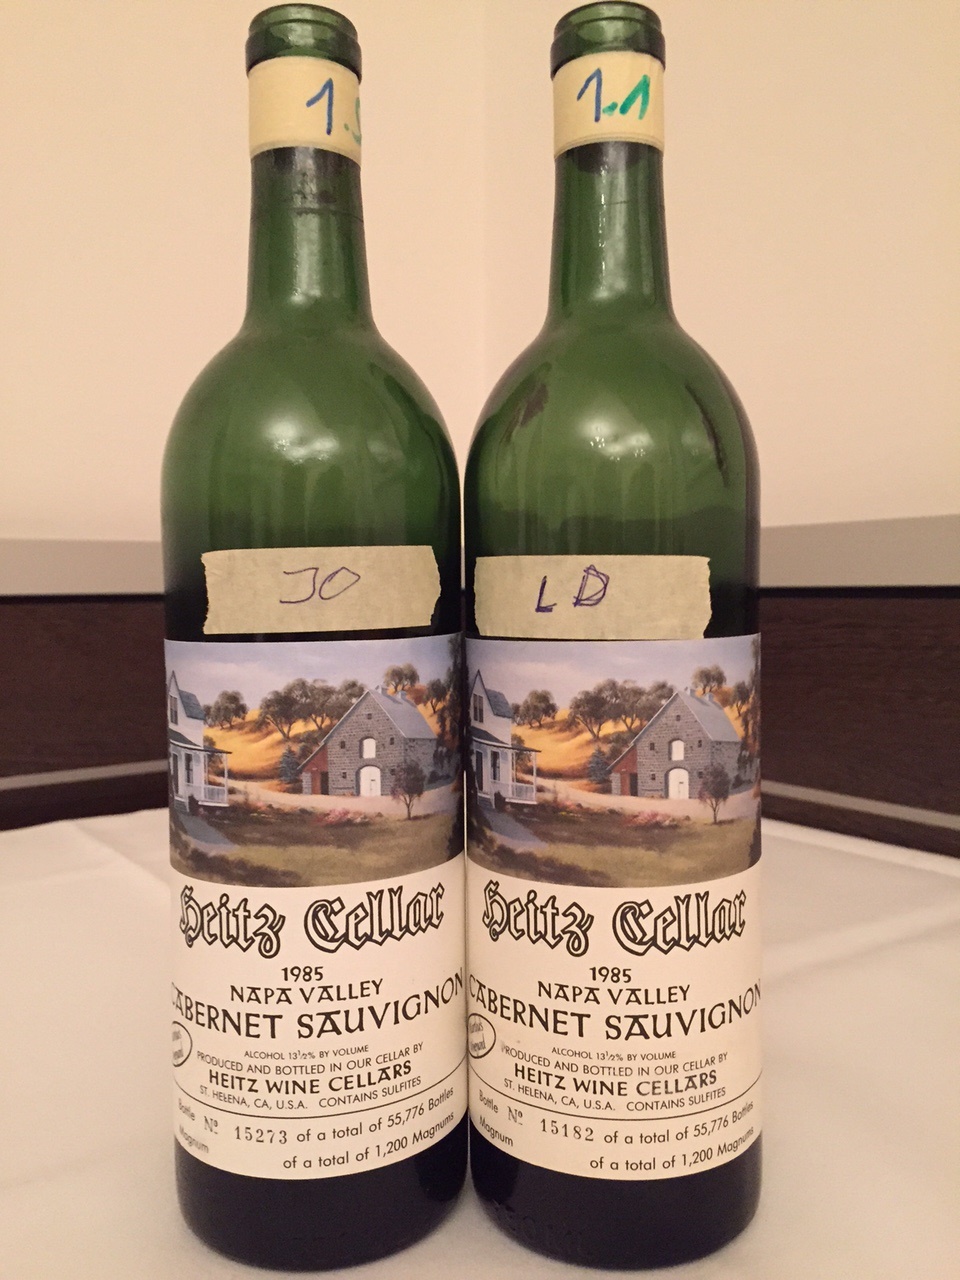 1.
JO
Heitz Cellar
1985
NAPA VALLEY
CABERNET SAUVIGNON
ALCOHOL 13½% BY VOLUME
PRODUCED AND BOTTLED IN OUR CELLAR BY
HEITZ WINE CELLARS
ST. HELENA, CA, U.S.A. CONTAINS SULFITES
Bottle Nº 15273 of a total of 55,776 Bottles
Magnum of a total of 1,200 Magnums
1.1
LD
Heitz Cellar
1985
NAPA VALLEY
CABERNET SAUVIGNON
ALCOHOL 13½% BY VOLUME
PRODUCED AND BOTTLED IN OUR CELLAR BY
HEITZ WINE CELLARS
ST. HELENA, CA, U.S.A. CONTAINS SULFITES
Bottle Nº 15182 of a total of 55,776 Bottles
Magnum of a total of 1,200 Magnums